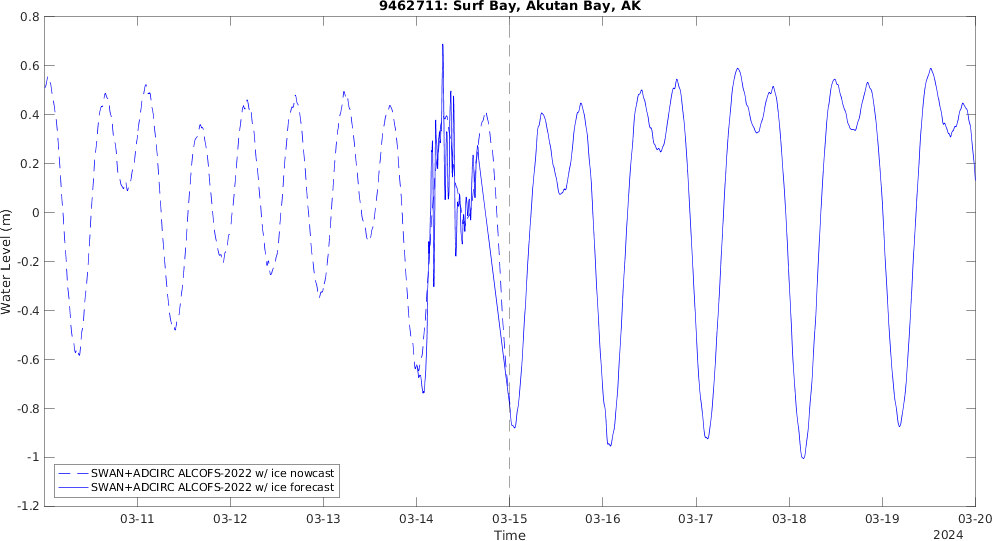 9462711: Surf Bay, Akutan Bay, AK
0.8
0.6
0.4
0.2
0
-0.2
-0.4
-0.6
-0.8
-1
-1.2
Water Level (m)
SWAN+ADCIRC ALCOFS-2022 w/ ice nowcast
SWAN+ADCIRC ALCOFS-2022 w/ ice forecast
03-11 03-12 03-13 03-14 03-15 03-16 03-17 03-18 03-19 03-20
Time
2024